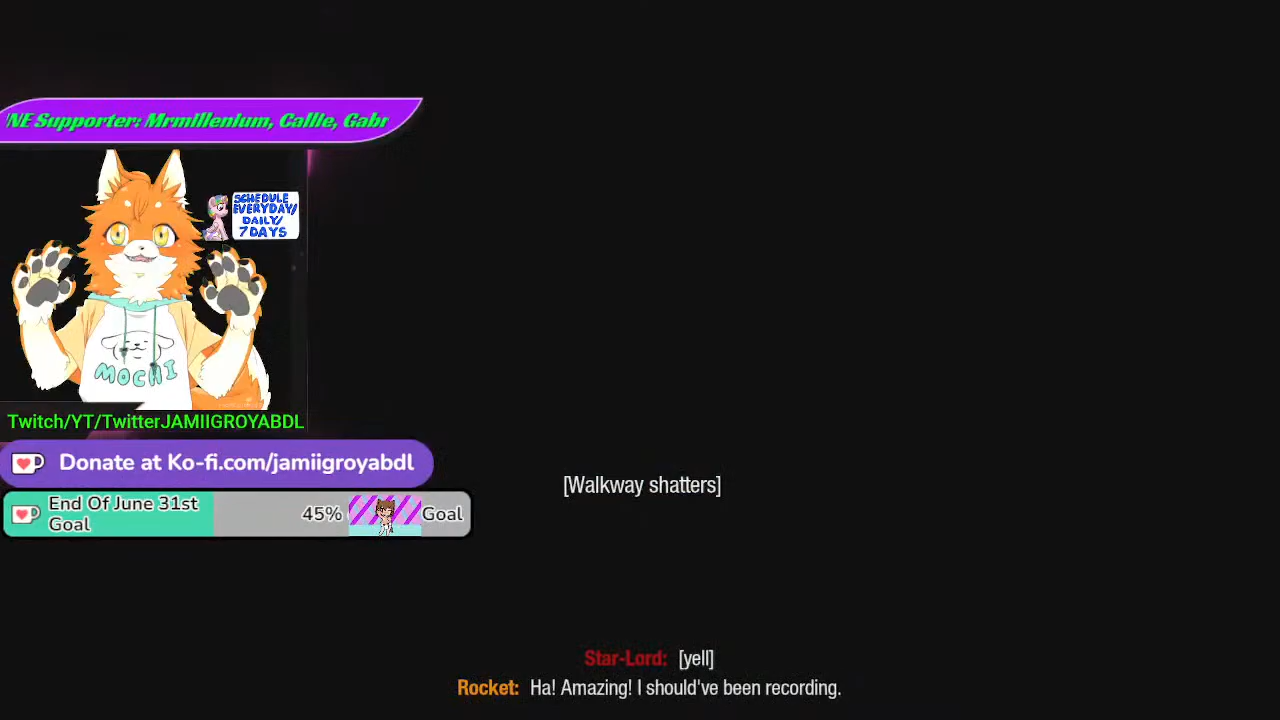 NE Supporter: Mrmillenium, Callie, Gabr
SCHEDULE
EVERYDAY/
DAILY/
7DAYS
MOCHI
Twitch/YT/TwitterJAMIIGROYABDL
Donate at Ko-fi.com/jamiigroyabdl
End Of June 31st
Goal
45%
Goal
[Walkway shatters]
Star-Lord: [yell]
Rocket: Ha! Amazing! I should've been recording.